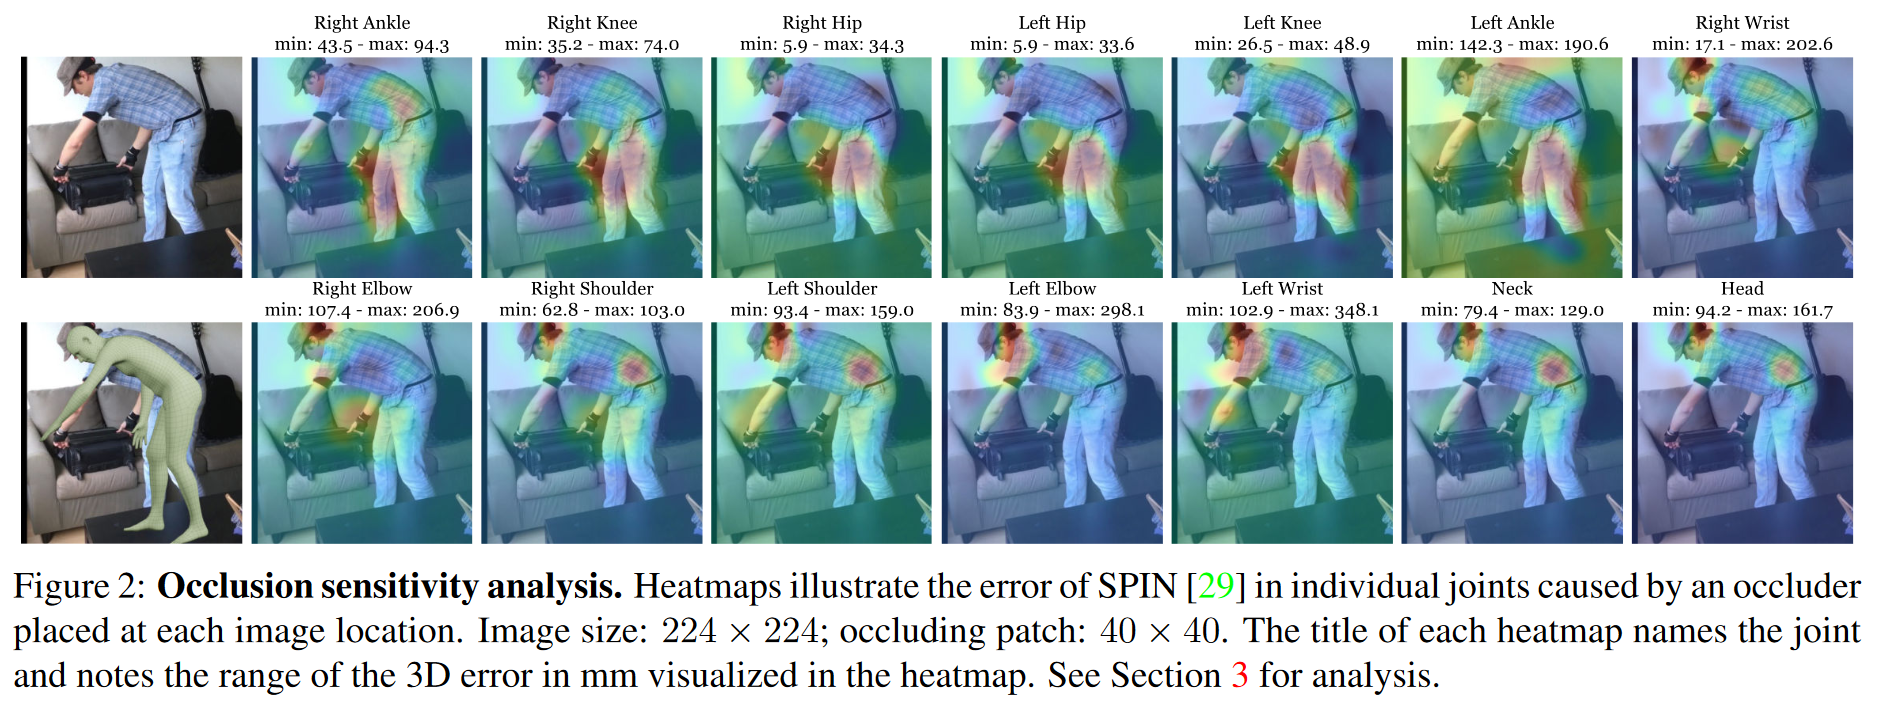 Right Ankle
min: 43.5 - max: 94.3
Right Knee
min: 35.2 - max: 74.0
Right Hip
min: 5.9 - max: 34.3
Left Hip
min: 5.9 - max: 33.6
Left Knee
min: 26.5 - max: 48.9
Left Ankle
min: 142.3 - max: 190.6
Right Wrist
min: 17.1 - max: 202.6
Right Elbow
min: 107.4 - max: 206.9
Right Shoulder
min: 62.8 - max: 103.0
Left Shoulder
min: 93.4 - max: 159.0
Left Elbow
min: 83.9 - max: 298.1
Left Wrist
min: 102.9 - max: 348.1
Neck
min: 79.4 - max: 129.0
Head
min: 94.2 - max: 161.7
Figure 2: Occlusion sensitivity analysis. Heatmaps illustrate the error of SPIN [29] in individual joints caused by an occluder
placed at each image location. Image size: 224 × 224; occluding patch: 40 × 40. The title of each heatmap names the joint
and notes the range of the 3D error in mm visualized in the heatmap. See Section 3 for analysis.